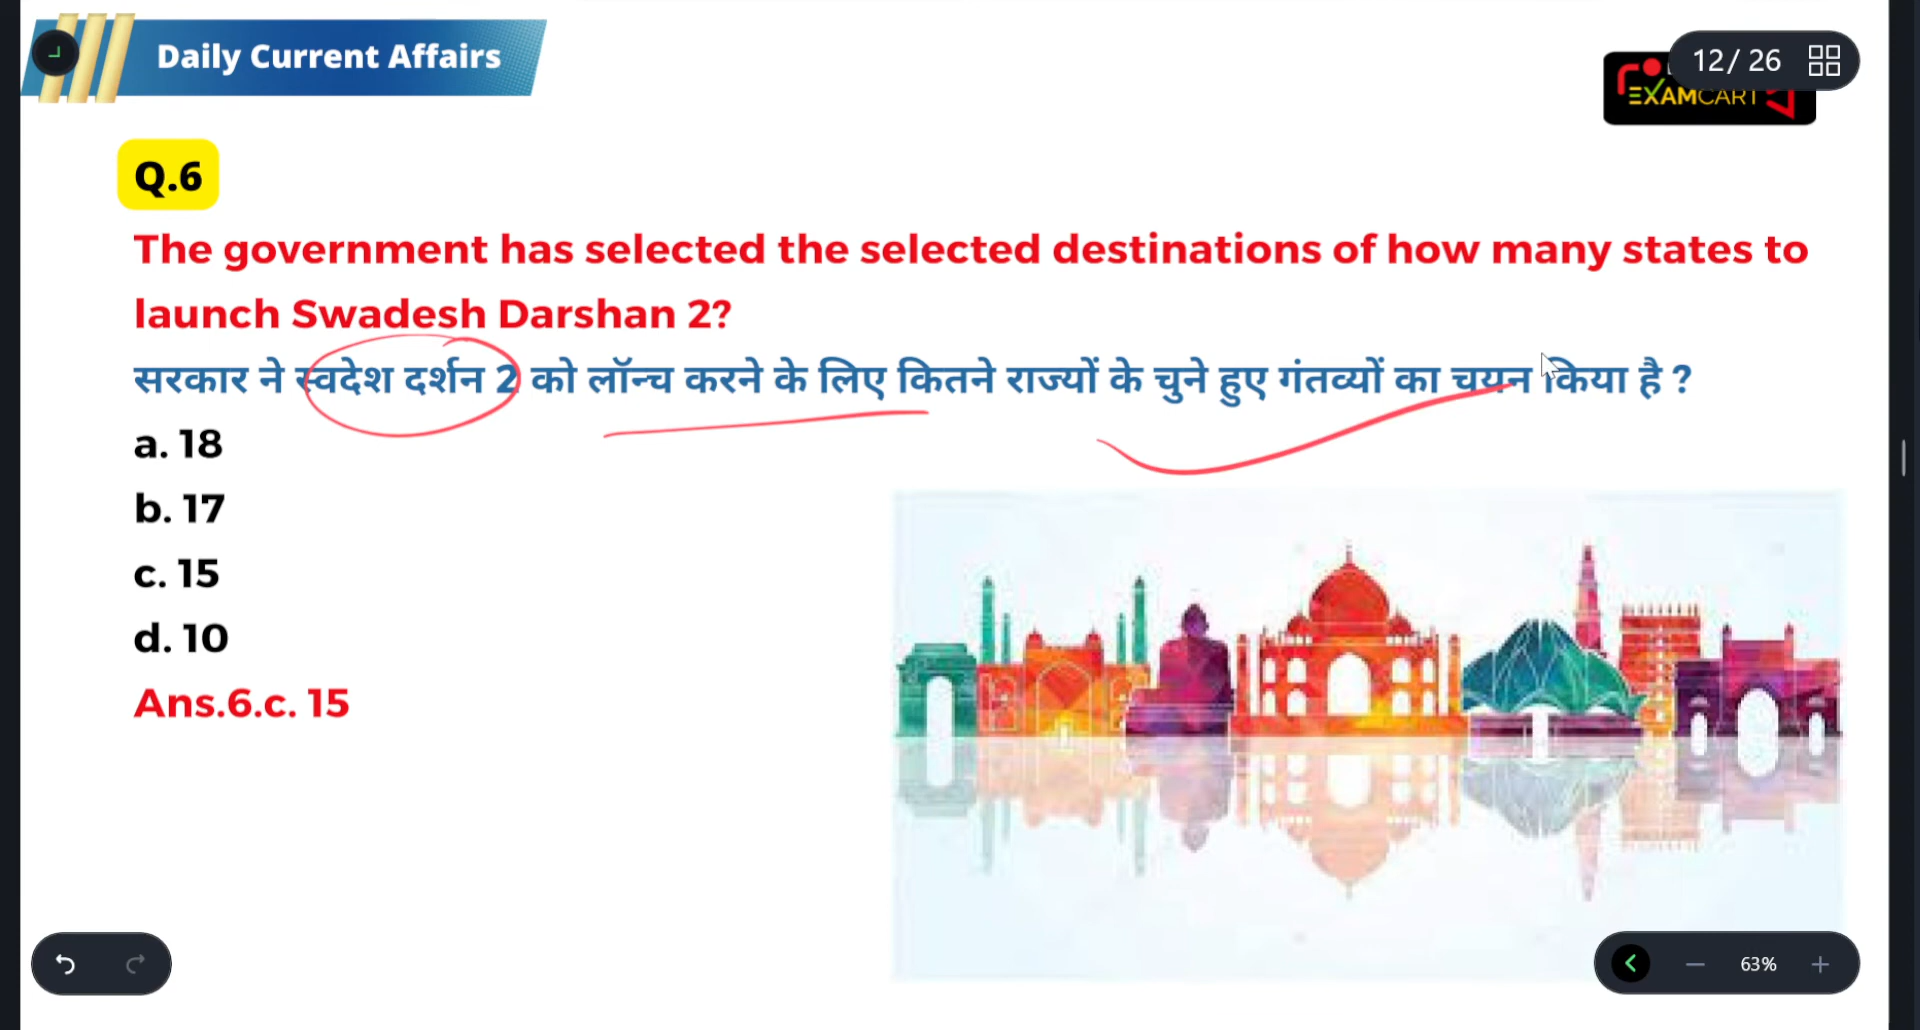 Daily Current Affairs
12/ 26
EXAMCART
Q.6
The government has selected the selected destinations of how many states to
launch Swadesh Darshan 2?
सरकार ने स्वदेश दर्शन 2 को लॉन्च करने के लिए कितने राज्यों के चुने हुए गंतव्यों का चयन किया है ?
a. 18
b. 17
c. 15
d. 10
Ans.6.c. 15
63%